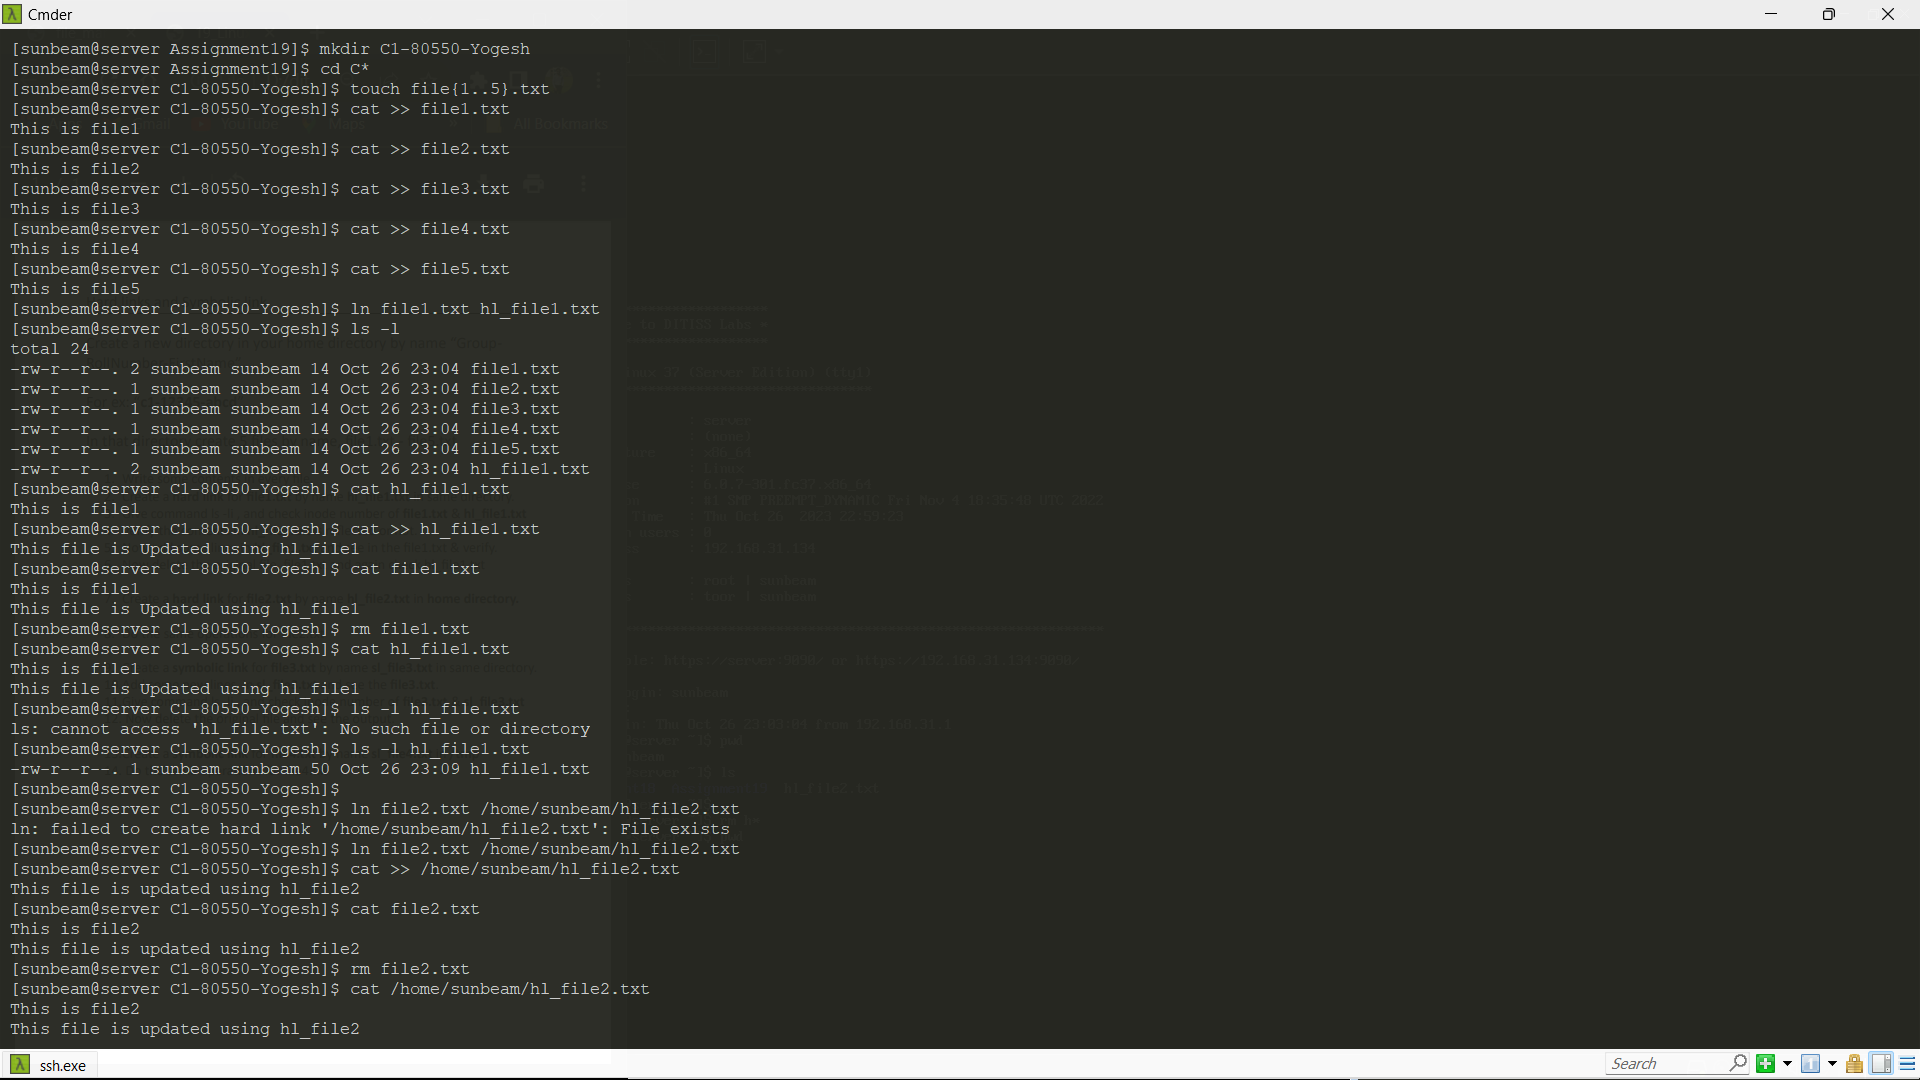 Cmder
[sunbeam@server Assignment19]$ mkdir C1-80550-Yogesh
[sunbeam@server Assignment19]$ cd C*
[sunbeam@server C1-80550-Yogesh]$ touch file{1..5}.txt
[sunbeam@server C1-80550-Yogesh]$ cat >> file1.txt
This is file1
[sunbeam@server C1-80550-Yogesh]$ cat >> file2.txt
This is file2
[sunbeam@server C1-80550-Yogesh]$ cat >> file3.txt
This is file3
[sunbeam@server C1-80550-Yogesh]$ cat >> file4.txt
This is file4
[sunbeam@server C1-80550-Yogesh]$ cat >> file5.txt
This is file5
[sunbeam@server C1-80550-Yogesh]$ ln file1.txt hl_file1.txt
[sunbeam@server C1-80550-Yogesh]$ ls -l
total 24
-rw-r--r--. 2 sunbeam sunbeam 14 Oct 26 23:04 file1.txt
-rw-r--r--. 1 sunbeam sunbeam 14 Oct 26 23:04 file2.txt
-rw-r--r--. 1 sunbeam sunbeam 14 Oct 26 23:04 file3.txt
-rw-r--r--. 1 sunbeam sunbeam 14 Oct 26 23:04 file4.txt
-rw-r--r--. 1 sunbeam sunbeam 14 Oct 26 23:04 file5.txt
-rw-r--r--. 2 sunbeam sunbeam 14 Oct 26 23:04 hl_file1.txt
[sunbeam@server C1-80550-Yogesh]$ cat hl_file1.txt
This is file1
[sunbeam@server C1-80550-Yogesh]$ cat >> hl_file1.txt
This file is Updated using hl_file1
[sunbeam@server C1-80550-Yogesh]$ cat file1.txt
This is file1
This file is Updated using hl_file1
[sunbeam@server C1-80550-Yogesh]$ rm file1.txt
[sunbeam@server C1-80550-Yogesh]$ cat hl_file1.txt
This is file1
This file is Updated using hl_file1
[sunbeam@server C1-80550-Yogesh]$ ls -l hl_file.txt
ls: cannot access 'hl_file.txt': No such file or directory
[sunbeam@server C1-80550-Yogesh]$ ls -l hl_file1.txt
-rw-r--r--. 1 sunbeam sunbeam 50 Oct 26 23:09 hl_file1.txt
[sunbeam@server C1-80550-Yogesh]$
[sunbeam@server C1-80550-Yogesh]$ ln file2.txt /home/sunbeam/hl_file2.txt
ln: failed to create hard link '/home/sunbeam/hl_file2.txt': File exists
[sunbeam@server C1-80550-Yogesh]$ ln file2.txt /home/sunbeam/hl_file2.txt
[sunbeam@server C1-80550-Yogesh]$ cat >> /home/sunbeam/hl_file2.txt
This file is updated using hl_file2
[sunbeam@server C1-80550-Yogesh]$ cat file2.txt
This is file2
This file is updated using hl_file2
[sunbeam@server C1-80550-Yogesh]$ rm file2.txt
[sunbeam@server C1-80550-Yogesh]$ cat /home/sunbeam/hl_file2.txt
This is file2
This file is updated using hl_file2
ssh.exe
Search